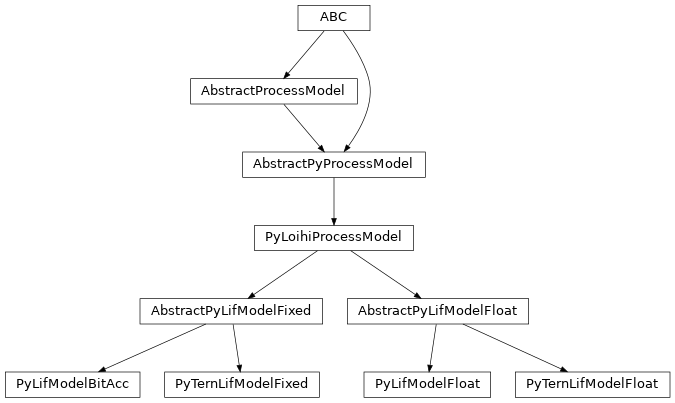 ABC
AbstractProcessModel
AbstractPyProcessModel
PyLoihiProcessModel
AbstractPyLifModelFixed
AbstractPyLifModelFloat
PyLifModelBitAcc
PyTernLifModelFixed
PyLifModelFloat
PyTernLifModelFloat